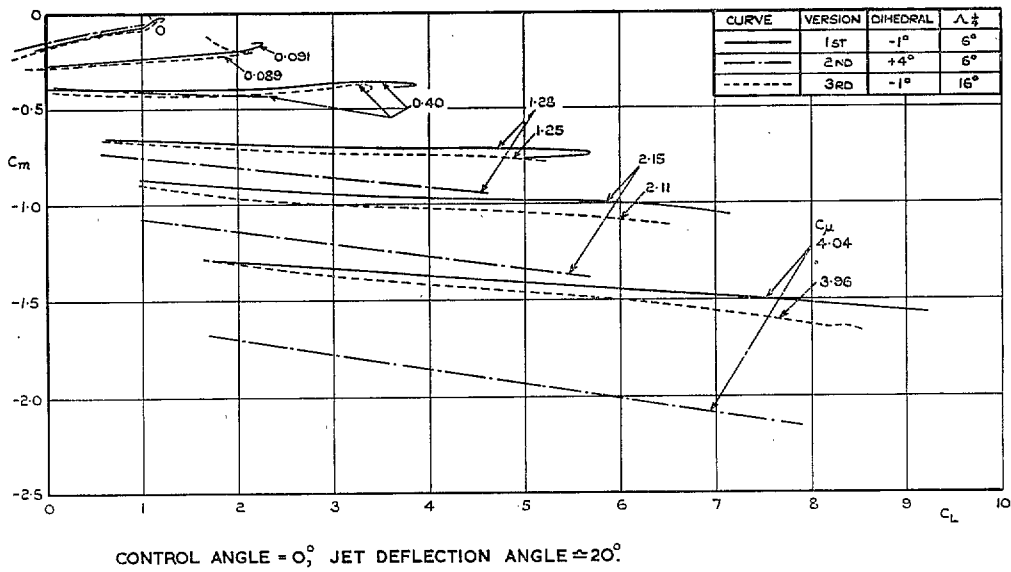 CURVE VERSION DIHEDRAL Λ¼
1ST -1° 6°
2ND +4° 6°
3RD -1° 16°
0
-0.5
Cm
-1.0
-1.5
-2.0
-2.5
0
0.091
0.089
0.40
1.28
1.25
2.15
2.11
Cμ
4.04
3.96
0 1 2 3 4 5 6 7 8 9 10
CL
CONTROL ANGLE = 0°, JET DEFLECTION ANGLE ≏ 20°.